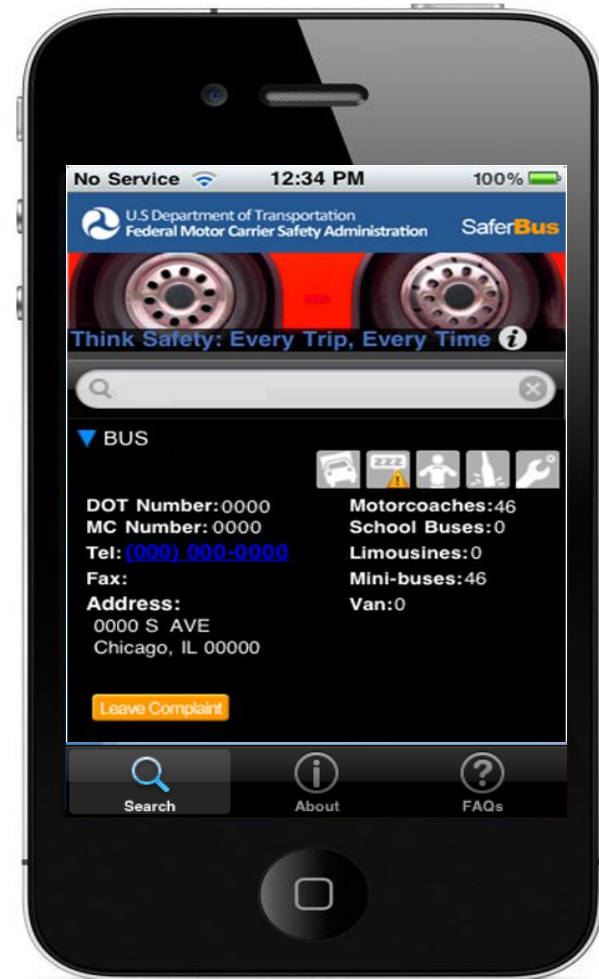 No Service 12:34 PM 100%
U.S Department of Transportation
Federal Motor Carrier Safety Administration SaferBus
Think Safety: Every Trip, Every Time i
BUS
zzz
DOT Number:0000 Motorcoaches:46
MC Number:0000 School Buses:0
Tel:(000) 000-0000 Limousines:0
Fax: Mini-buses:46
Address: Van:0
0000 S AVE
Chicago, IL 00000
Leave Complaint
Search About FAQs